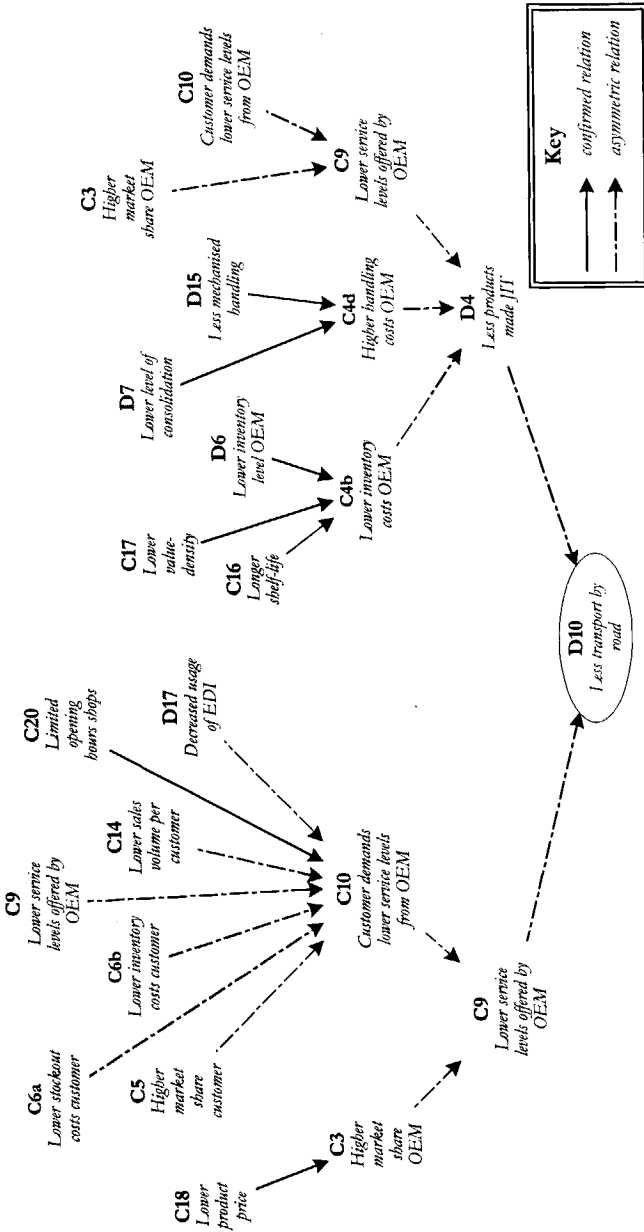 C6a
Lower stockout
costs customer
C9
Lower service
levels offered by
OEM
C20
Limited
opening
hours shops
C14
Lower sales
volume per
customer
D17
Decreased usage
of EDI
C6b
Lower inventory
costs customer
C5
Higher
market
share
customer
C18
Lower
product
price
C3
Higher
market
share
OEM
C10
Customer demands
lower service levels
from OEM
C9
Lower service
levels offered by
OEM
C17
Lower
value-
density
C16
Longer
shelf-life
D6
Lower inventory
level OEM
D7
Lower level of
consolidation
D15
Less mechanised
handling
C3
Higher
market
share OEM
C10
Customer demands
lower service levels
from OEM
C4b
Lower inventory
costs OEM
C4d
Higher handling
costs OEM
C9
Lower service
levels offered by
OEM
D4
Less products
made JIT
D10
Less transport by
road
Key
confirmed relation
asymmetric relation